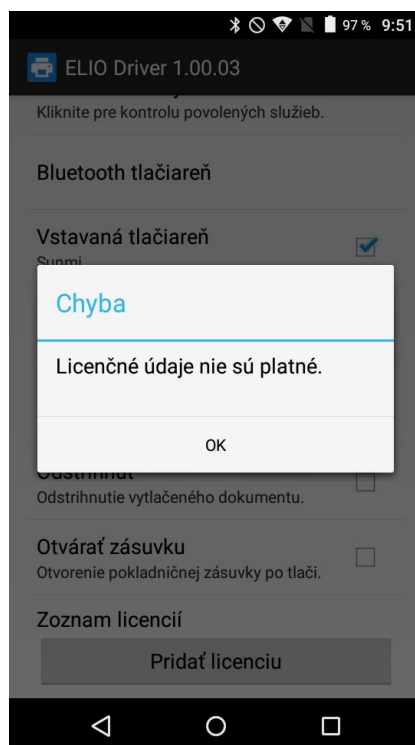 97 % 9:51
ELIO Driver 1.00.03
Kliknite pre kontrolu povolených služieb.
Bluetooth tlačiareň
Vstavaná tlačiareň
Sunmi
Chyba
Licenčné údaje nie sú platné.
OK
Odstrihnúť
Odstrihnutie vytlačeného dokumentu.
Otvárať zásuvku
Otvorenie pokladničnej zásuvky po tlači.
Zoznam licencií
Pridať licenciu